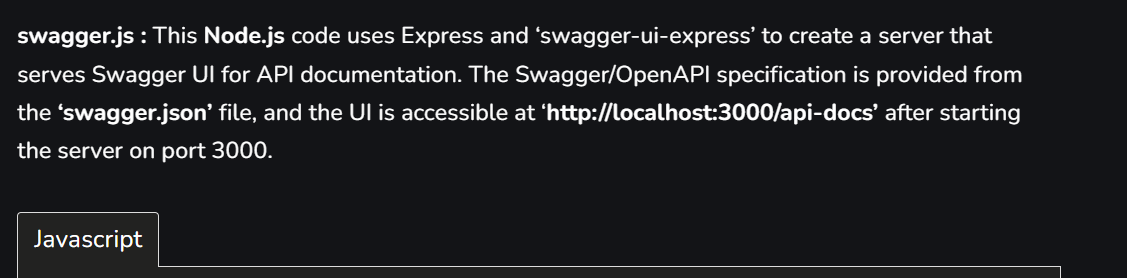 swagger.js : This Node.js code uses Express and ‘swagger-ui-express’ to create a server that
serves Swagger UI for API documentation. The Swagger/OpenAPI specification is provided from
the ‘swagger.json’ file, and the UI is accessible at ‘http://localhost:3000/api-docs’ after starting
the server on port 3000.
Javascript